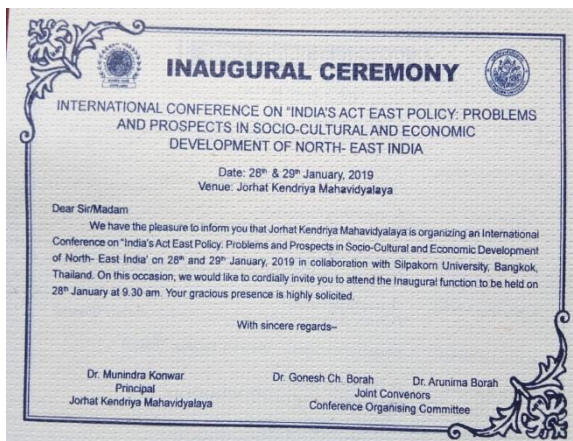 INAUGURAL CEREMONY
INTERNATIONAL CONFERENCE ON "INDIA'S ACT EAST POLICY: PROBLEMS
AND PROSPECTS IN SOCIO-CULTURAL AND ECONOMIC
DEVELOPMENT OF NORTH- EAST INDIA
Date: 28th & 29th January, 2019
Venue: Jorhat Kendriya Mahavidyalaya
Dear Sir/Madam
We have the pleasure to inform you that Jorhat Kendriya Mahavidyalaya is organizing an International
Conference on "India's Act East Policy: Problems and Prospects in Socio-Cultural and Economic Development
of North- East India' on 28th and 29th January, 2019 in collaboration with Silpakorn University, Bangkok,
Thailand. On this occasion, we would like to cordially invite you to attend the Inaugural function to be held on
28th January at 9.30 am. Your gracious presence is highly solicited.
With sincere regards–
Dr. Munindra Konwar
Principal
Jorhat Kendriya Mahavidyalaya
Dr. Gonesh Ch. Borah Dr. Arunima Borah
Joint Convenors
Conference Organising Committee